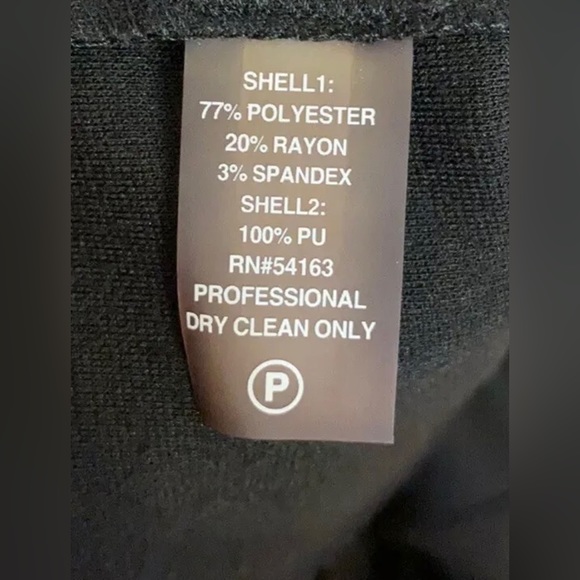 SHELL1:
77% POLYESTER
20% RAYON
3% SPANDEX
SHELL2:
100% PU
RN#54163
PROFESSIONAL
DRY CLEAN ONLY
P